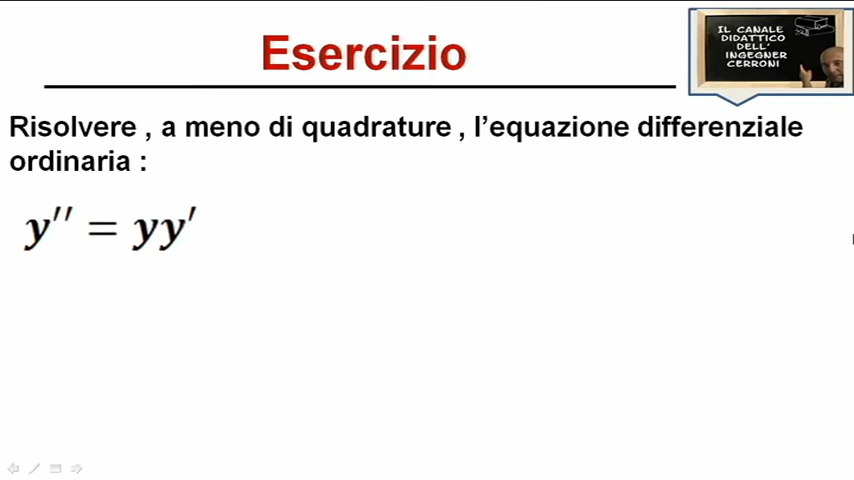 Esercizio
IL CANALE
DIDATTICO
DELL'
INGEGNER
CERRONI
Risolvere , a meno di quadrature , l'equazione differenziale
ordinaria :
y'' = yy'